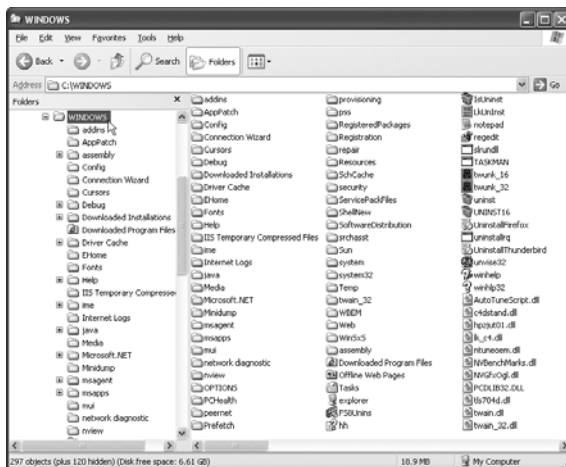 WINDOWS
File Edit View Favorites Tools Help
Back Search Folders
Address C:\WINDOWS Go
Folders
WINDOWS
addins
AppPatch
assembly
Config
Connection Wizard
Cursors
Debug
Downloaded Installations
Downloaded Program Files
Driver Cache
EHome
Fonts
Help
IIS Temporary Compresse
ime
Internet Logs
java
Media
Microsoft.NET
Minidump
msagent
msapps
mui
network diagnostic
nview
addins
AppPatch
Config
Connection Wizard
Cursors
Debug
Downloaded Installations
Driver Cache
EHome
Fonts
Help
IIS Temporary Compressed Files
ime
Internet Logs
java
Media
Microsoft.NET
Minidump
msagent
msapps
mui
network diagnostic
nview
OPTIONS
PCHealth
peernet
Prefetch
provisioning
pss
RegisteredPackages
Registration
repair
Resources
SchCache
security
ServicePackFiles
ShellNew
SoftwareDistribution
srchasst
Sun
system
system32
Temp
twain_32
WBEM
Web
WinSxS
assembly
Downloaded Program Files
Offline Web Pages
Tasks
explorer
F58Unins
hh
IsUninst
LkUnInst
notepad
regedit
slrundll
TASKMAN
twunk_16
twunk_32
uninst
UNINST16
UninstallFirefox
uninstallrq
UninstallThunderbird
unvise32
winhelp
winhlp32
AutoTuneScript.dll
c4dstand.dll
hpzjut01.dll
lk_c4.dll
ntuneoem.dll
NVBenchMarks.dll
NVGfxOgl.dll
PCDLIB32.DLL
tls704d.dll
twain.dll
twain_32.dll
297 objects (plus 120 hidden) (Disk free space: 6.61 GB) 18.9 MB My Computer